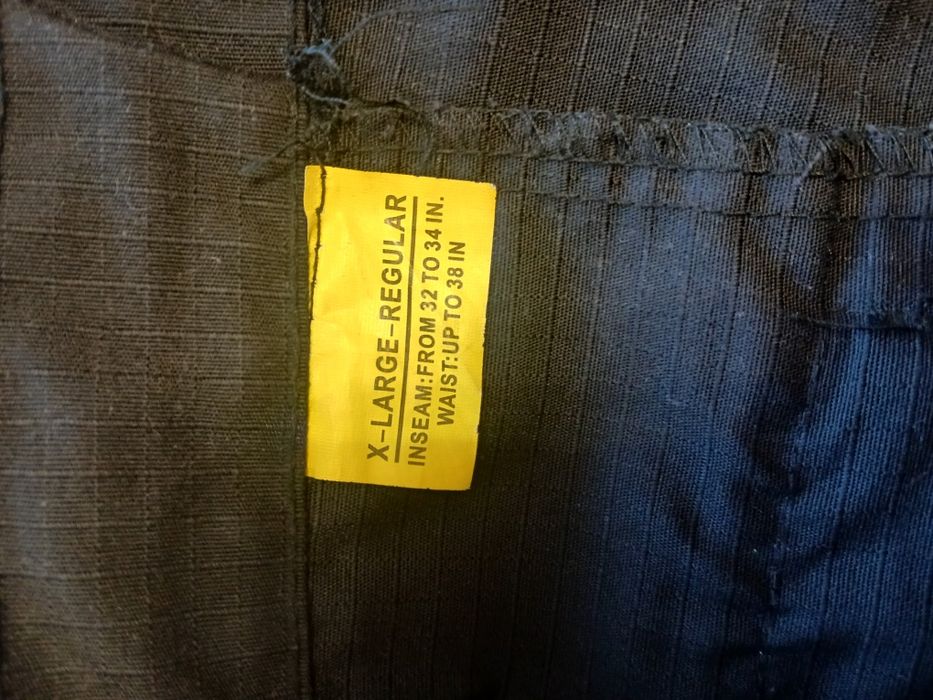 X-LARGE-REGULAR
INSEAM:FROM 32 TO 34 IN.
WAIST:UP TO 38 IN